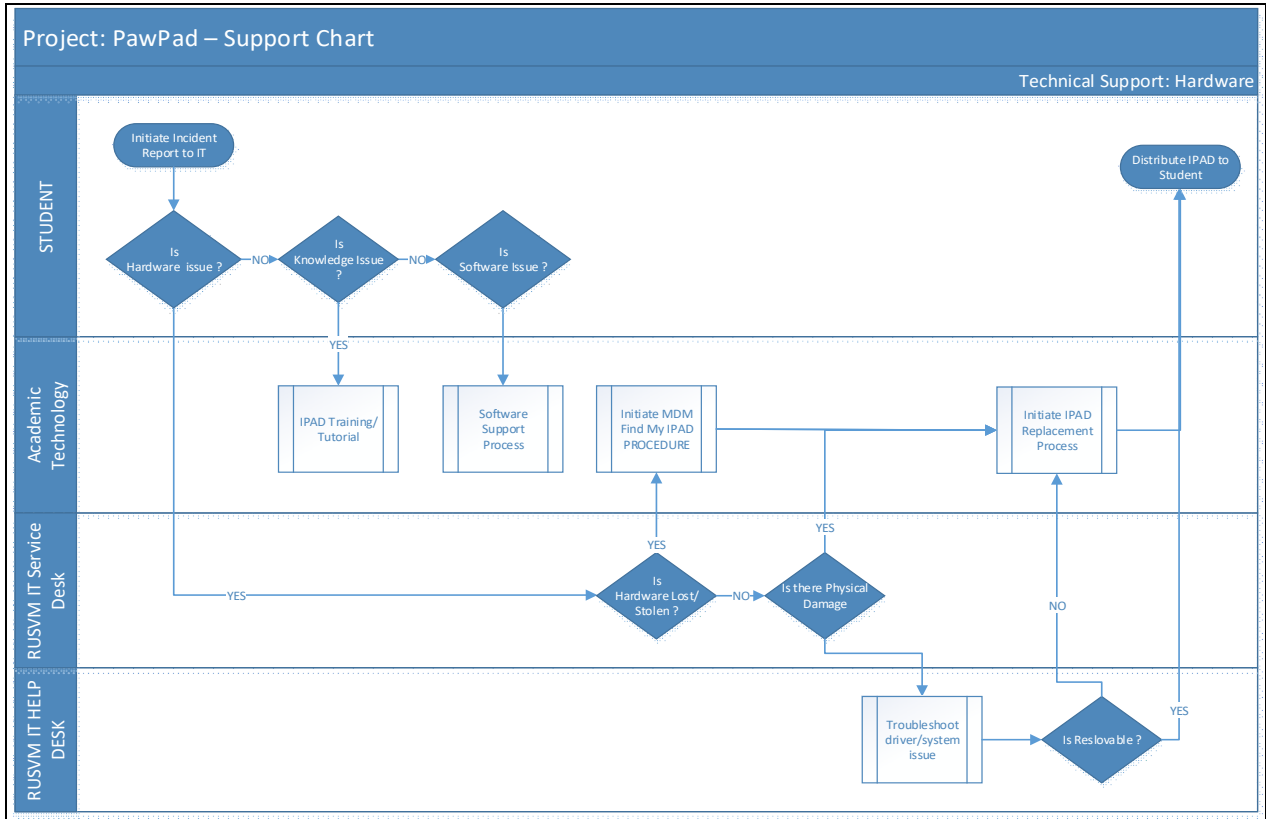 Project: PawPad – Support Chart
Technical Support: Hardware
STUDENT
Initiate Incident
Report to IT
Distribute IPAD to
Student
Is
Hardware issue ?
NO
Is
Knowledge Issue
?
NO
Is
Software Issue ?
YES
Academic
Technology
IPAD Training/
Tutorial
Software
Support
Process
Initiate MDM
Find My IPAD
PROCEDURE
Initiate IPAD
Replacement
Process
RUSVM IT Service
Desk
YES
YES
Is
Hardware Lost/
Stolen ?
NO
YES
Is there Physical
Damage
NO
RUSVM IT HELP
DESK
Troubleshoot
driver/system
issue
Is Reslovable ?
YES